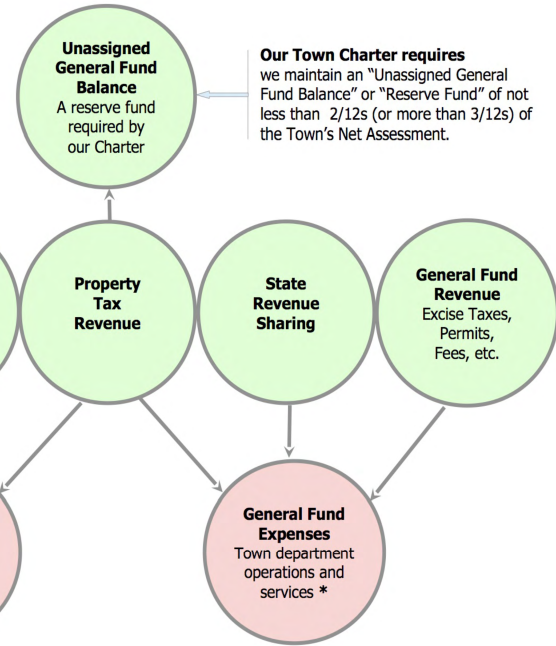 Unassigned
General Fund
Balance
A reserve fund
required by
our Charter
Our Town Charter requires
we maintain an “Unassigned General
Fund Balance” or “Reserve Fund” of not
less than 2/12s (or more than 3/12s) of
the Town’s Net Assessment.
Property
Tax
Revenue
State
Revenue
Sharing
General Fund
Revenue
Excise Taxes,
Permits,
Fees, etc.
General Fund
Expenses
Town department
operations and
services *